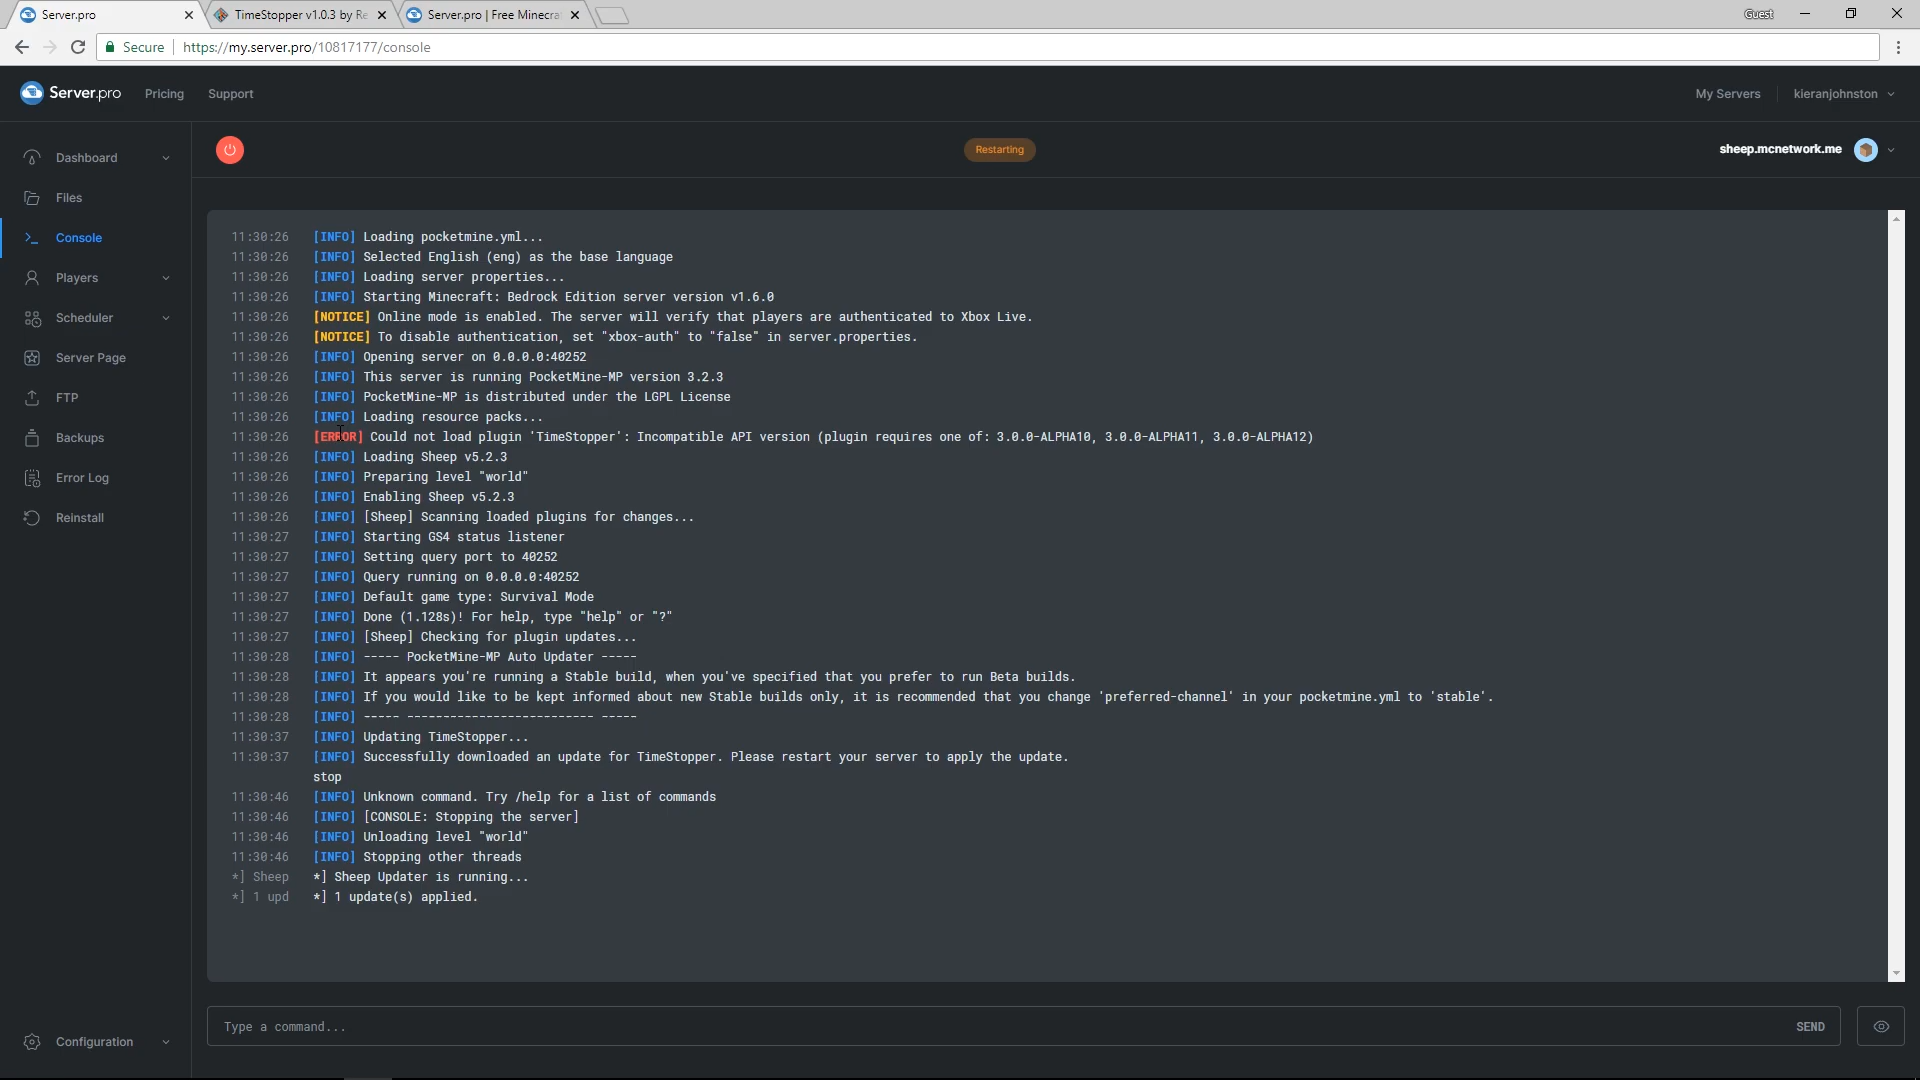 Server.pro
TimeStopper v1.0.3 by Re
Server.pro | Free Minecra
Guest
Secure
https://my.server.pro/10817177/console
Server.pro
Pricing
Support
My Servers
kieranjohnston
Dashboard
Restarting
sheep.mcnetwork.me
Files
Console
Players
Scheduler
Server Page
FTP
Backups
Error Log
Reinstall
Configuration
11:30:26 [INFO] Loading pocketmine.yml...
11:30:26 [INFO] Selected English (eng) as the base language
11:30:26 [INFO] Loading server properties...
11:30:26 [INFO] Starting Minecraft: Bedrock Edition server version v1.6.0
11:30:26 [NOTICE] Online mode is enabled. The server will verify that players are authenticated to Xbox Live.
11:30:26 [NOTICE] To disable authentication, set "xbox-auth" to "false" in server.properties.
11:30:26 [INFO] Opening server on 0.0.0.0:40252
11:30:26 [INFO] This server is running PocketMine-MP version 3.2.3
11:30:26 [INFO] PocketMine-MP is distributed under the LGPL License
11:30:26 [INFO] Loading resource packs...
11:30:26 [ERROR] Could not load plugin 'TimeStopper': Incompatible API version (plugin requires one of: 3.0.0-ALPHA10, 3.0.0-ALPHA11, 3.0.0-ALPHA12)
11:30:26 [INFO] Loading Sheep v5.2.3
11:30:26 [INFO] Preparing level "world"
11:30:26 [INFO] Enabling Sheep v5.2.3
11:30:26 [INFO] [Sheep] Scanning loaded plugins for changes...
11:30:27 [INFO] Starting GS4 status listener
11:30:27 [INFO] Setting query port to 40252
11:30:27 [INFO] Query running on 0.0.0.0:40252
11:30:27 [INFO] Default game type: Survival Mode
11:30:27 [INFO] Done (1.128s)! For help, type "help" or "?"
11:30:27 [INFO] [Sheep] Checking for plugin updates...
11:30:28 [INFO] ----- PocketMine-MP Auto Updater -----
11:30:28 [INFO] It appears you're running a Stable build, when you've specified that you prefer to run Beta builds.
11:30:28 [INFO] If you would like to be kept informed about new Stable builds only, it is recommended that you change 'preferred-channel' in your pocketmine.yml to 'stable'.
11:30:28 [INFO] ----- -------------------------- -----
11:30:37 [INFO] Updating TimeStopper...
11:30:37 [INFO] Successfully downloaded an update for TimeStopper. Please restart your server to apply the update.
stop
11:30:46 [INFO] Unknown command. Try /help for a list of commands
11:30:46 [INFO] [CONSOLE: Stopping the server]
11:30:46 [INFO] Unloading level "world"
11:30:46 [INFO] Stopping other threads
*] Sheep *] Sheep Updater is running...
*] 1 upd *] 1 update(s) applied.
Type a command...
SEND